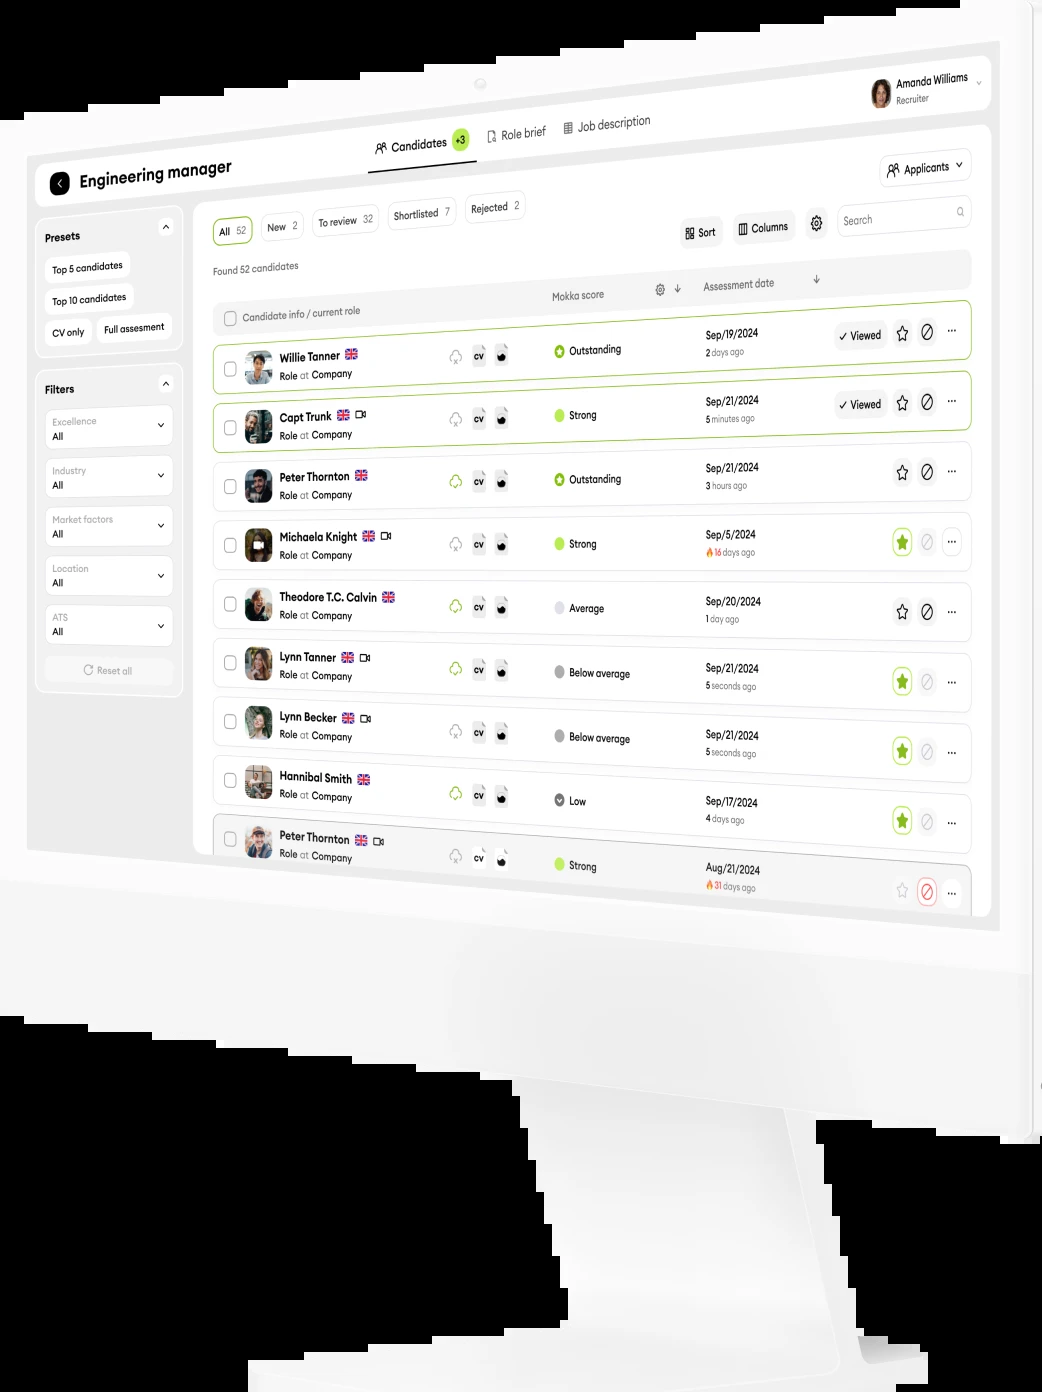 Amanda Williams
Recruiter
Engineering manager
Candidates +3
Role brief
Job description
Applicants
Presets
Top 5 candidates
Top 10 candidates
CV only
Full assesment
Filters
Excellence
All
Industry
All
Market factors
All
Location
All
ATS
All
Reset all
All 52
New 2
To review 32
Shortlisted 7
Rejected 2
Found 52 candidates
Sort
Columns
Search
Candidate info / current role
Mokka score
Assessment date
Willie Tanner
Role at Company
CV
Outstanding
Sep/19/2024
2 days ago
Viewed
Capt Trunk
Role at Company
CV
Strong
Sep/21/2024
5 minutes ago
Viewed
Peter Thornton
Role at Company
CV
Outstanding
Sep/21/2024
3 hours ago
Michaela Knight
Role at Company
CV
Strong
Sep/5/2024
16 days ago
Theodore T.C. Calvin
Role at Company
CV
Average
Sep/20/2024
1 day ago
Lynn Tanner
Role at Company
CV
Below average
Sep/21/2024
5 seconds ago
Lynn Becker
Role at Company
CV
Below average
Sep/21/2024
5 seconds ago
Hannibal Smith
Role at Company
CV
Low
Sep/17/2024
4 days ago
Peter Thornton
Role at Company
CV
Strong
Aug/21/2024
31 days ago